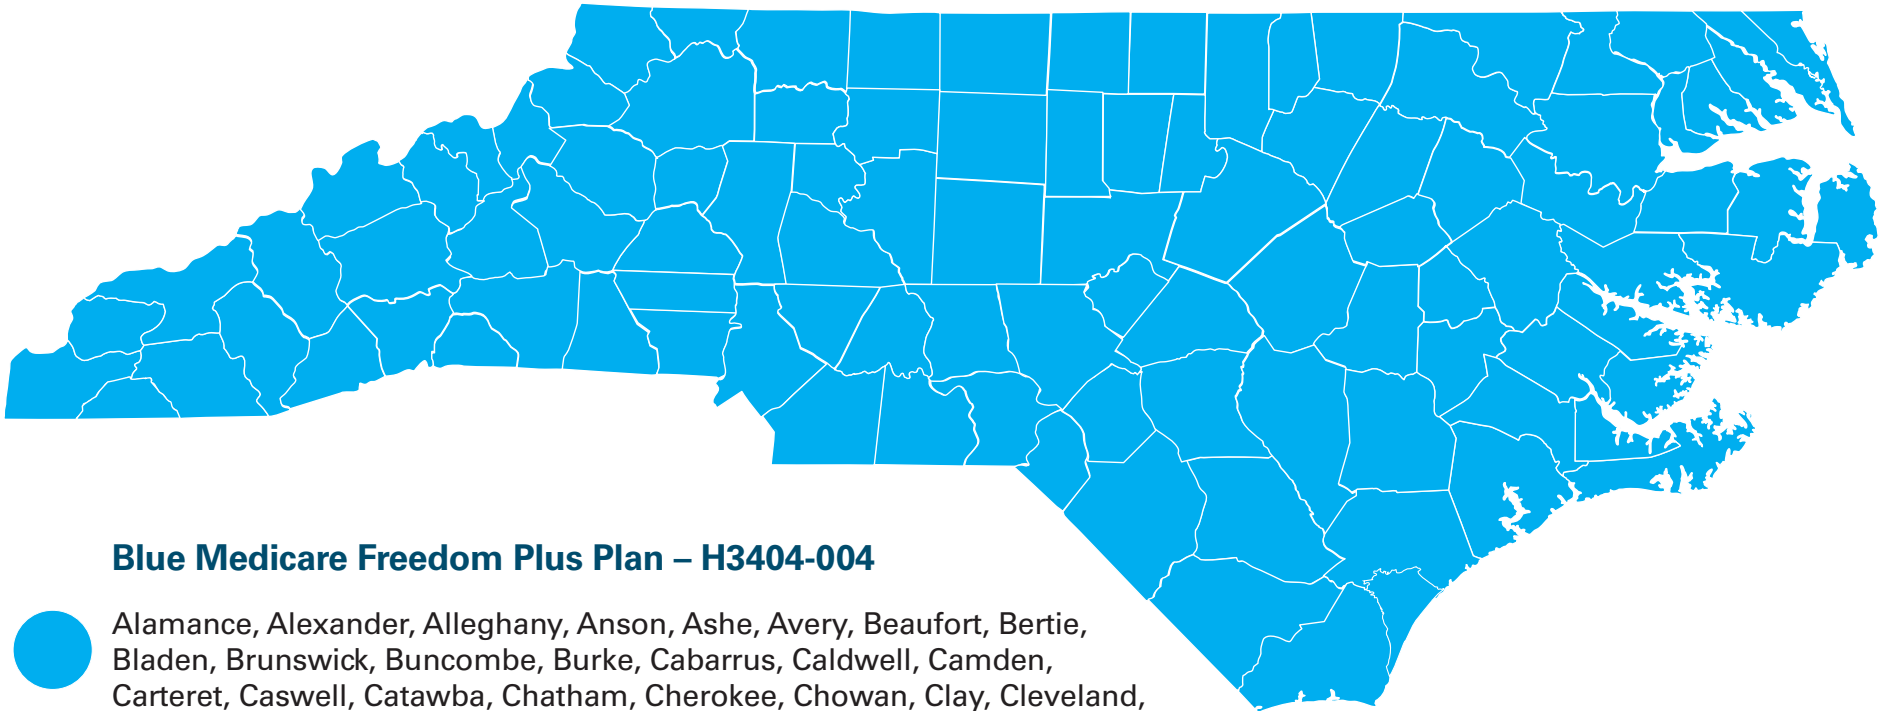 Blue Medicare Freedom Plus Plan – H3404-004
Alamance, Alexander, Alleghany, Anson, Ashe, Avery, Beaufort, Bertie,
Bladen, Brunswick, Buncombe, Burke, Cabarrus, Caldwell, Camden,
Carteret, Caswell, Catawba, Chatham, Cherokee, Chowan, Clay, Cleveland,